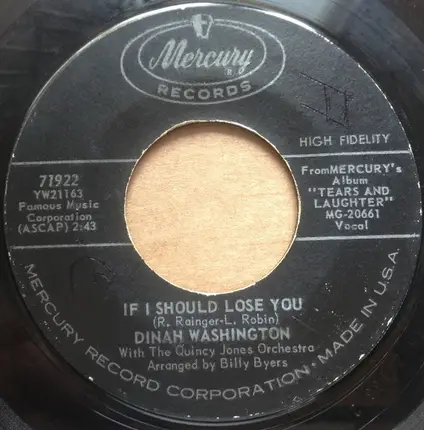 Mercury
RECORDS
HIGH FIDELITY
71922
YW21163
Famous Music
Corporation
(ASCAP) 2:43
FromMERCURY's
Album
"TEARS AND
LAUGHTER"
MG-20661
Vocal
IF I SHOULD LOSE YOU
(R. Rainger-L. Robin)
DINAH WASHINGTON
With The Quincy Jones Orchestra
Arranged by Billy Byers
MERCURY RECORD CORPORATION • MADE IN U.S.A.